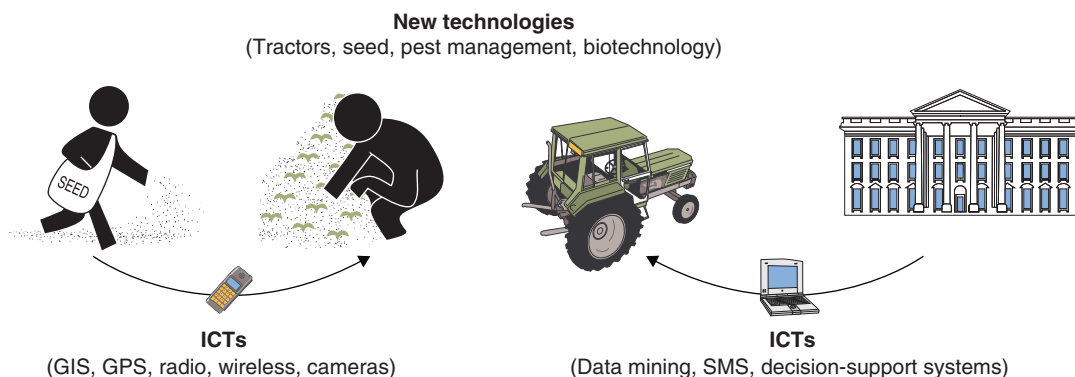 New technologies
(Tractors, seed, pest management, biotechnology)
SEED
ICTs
(GIS, GPS, radio, wireless, cameras)
ICTs
(Data mining, SMS, decision-support systems)